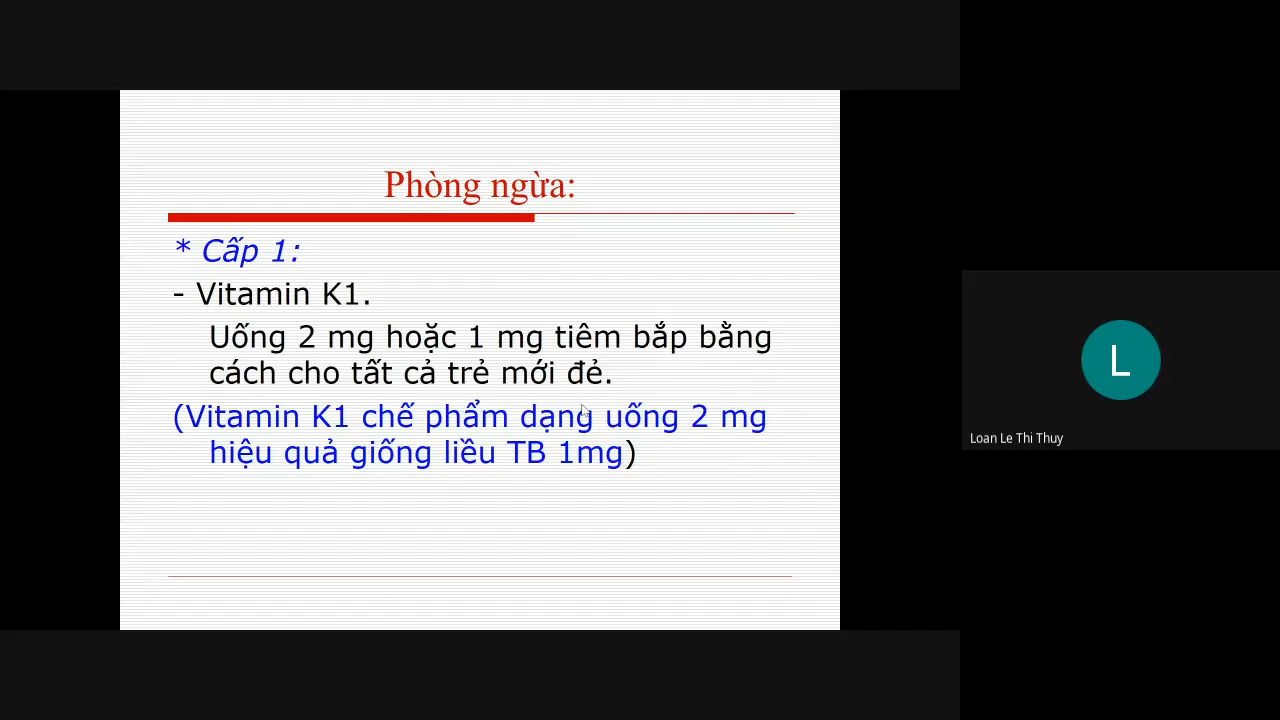 Phòng ngừa:
* Cấp 1:
- Vitamin K1.
Uống 2 mg hoặc 1 mg tiêm bắp bằng
cách cho tất cả trẻ mới đẻ.
(Vitamin K1 chế phẩm dạng uống 2 mg
hiệu quả giống liều TB 1mg)
L
Loan Le Thi Thuy